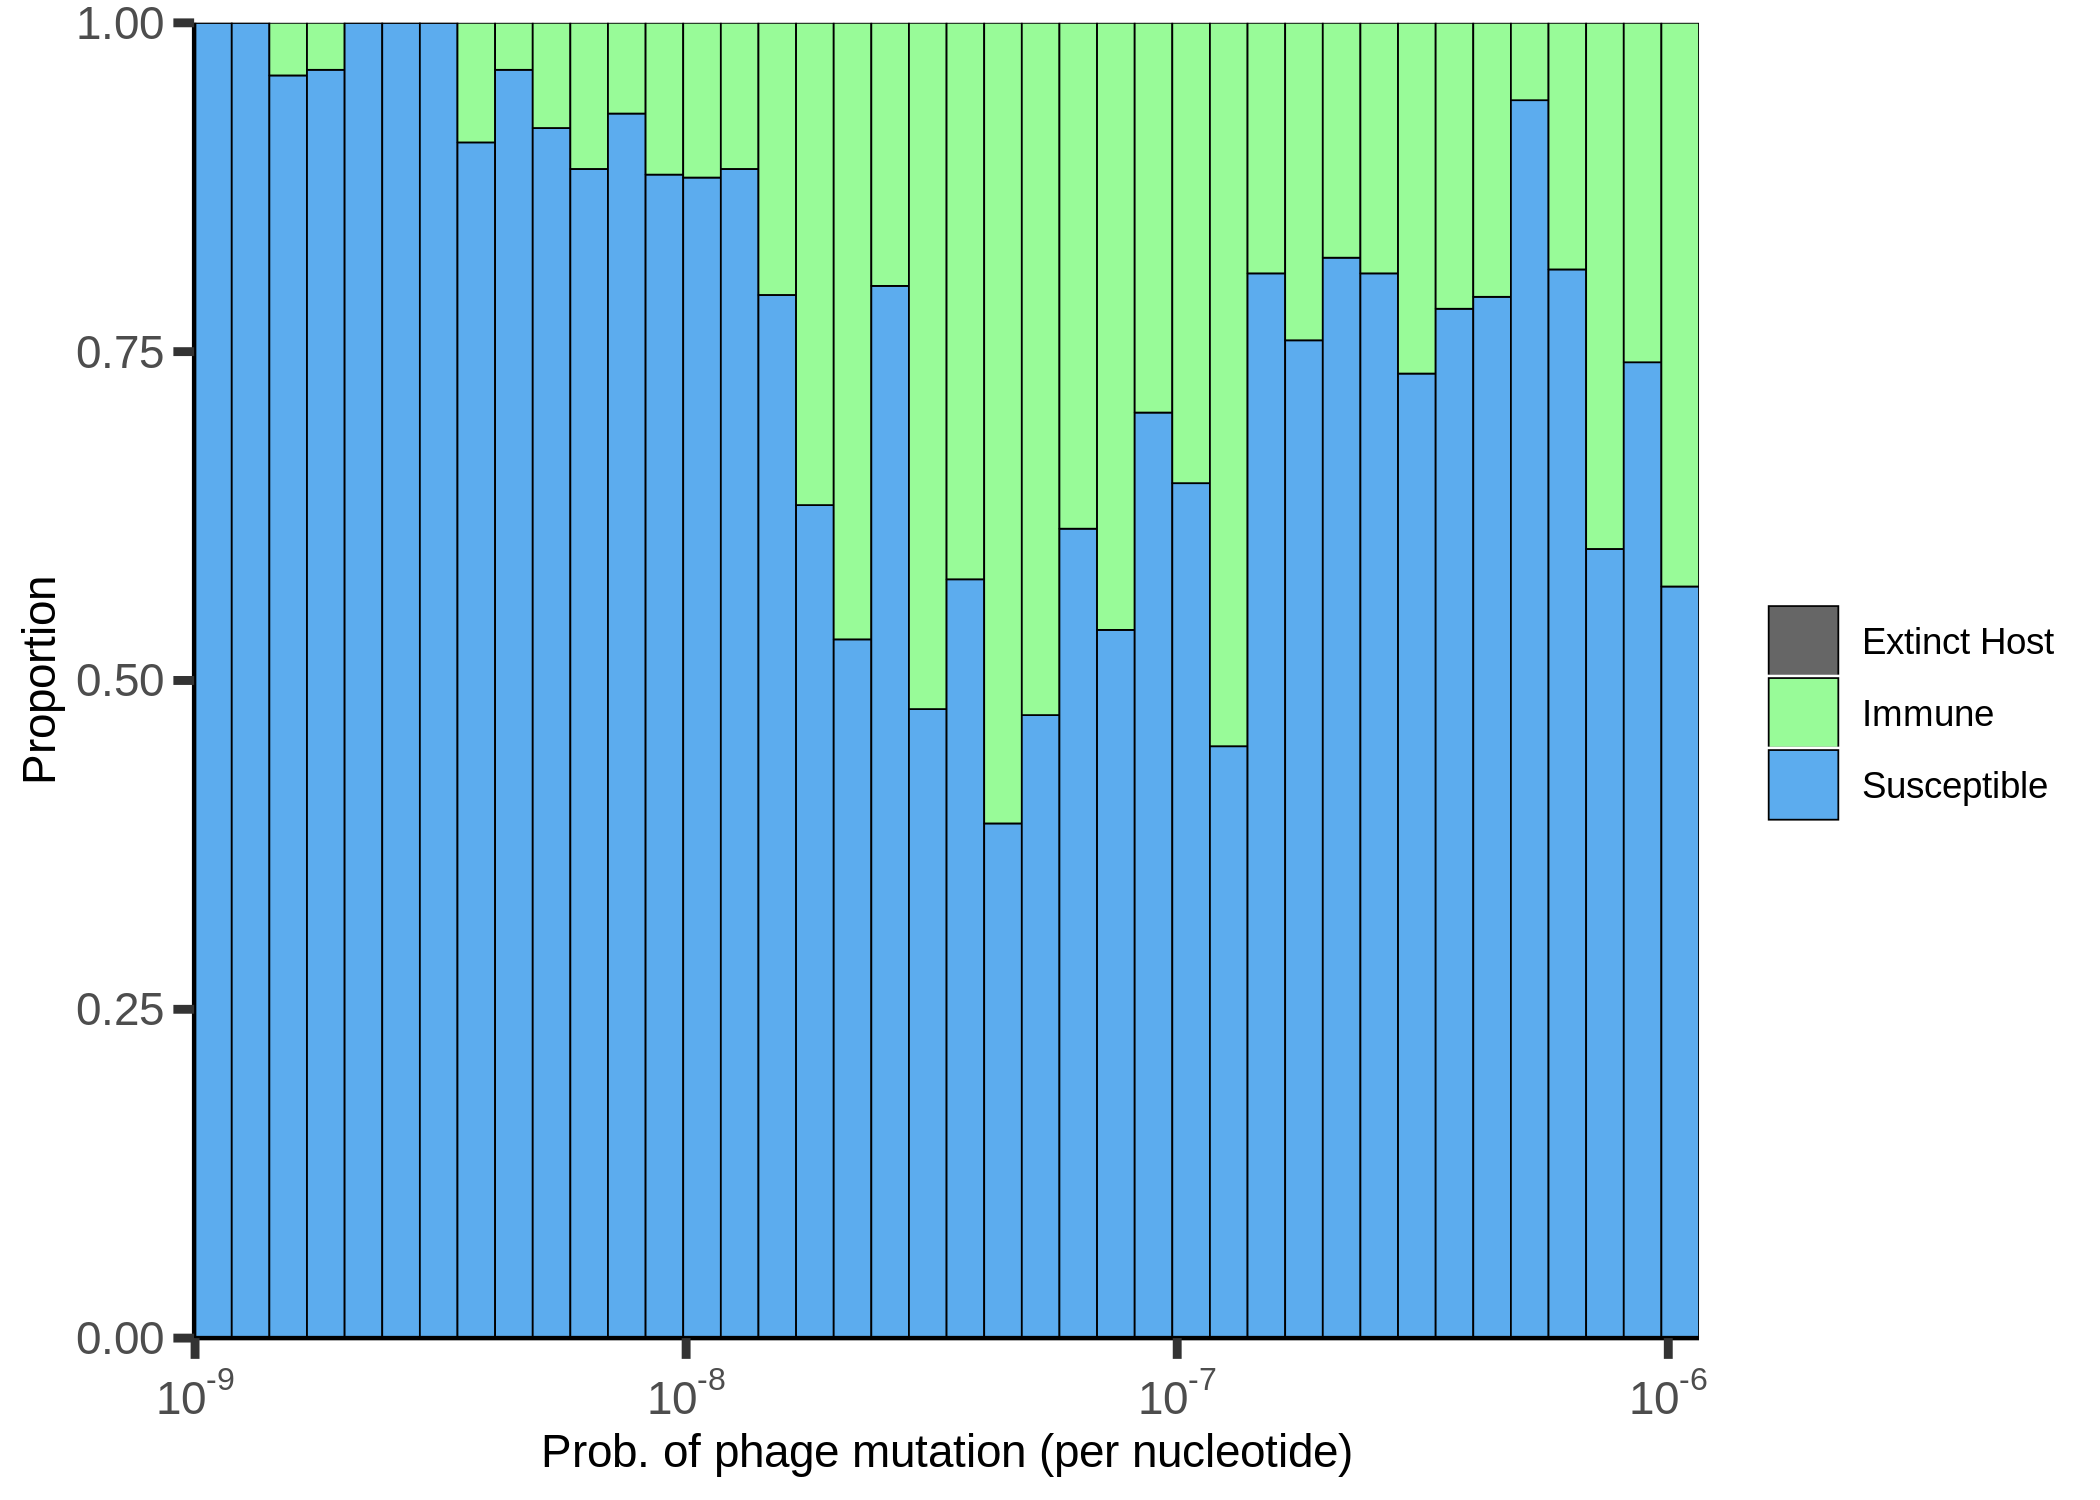 1.00
0.75
0.50
0.25
0.00
Proportion
10-9
10-8
10-7
10-6
Prob. of phage mutation (per nucleotide)
Extinct Host
Immune
Susceptible